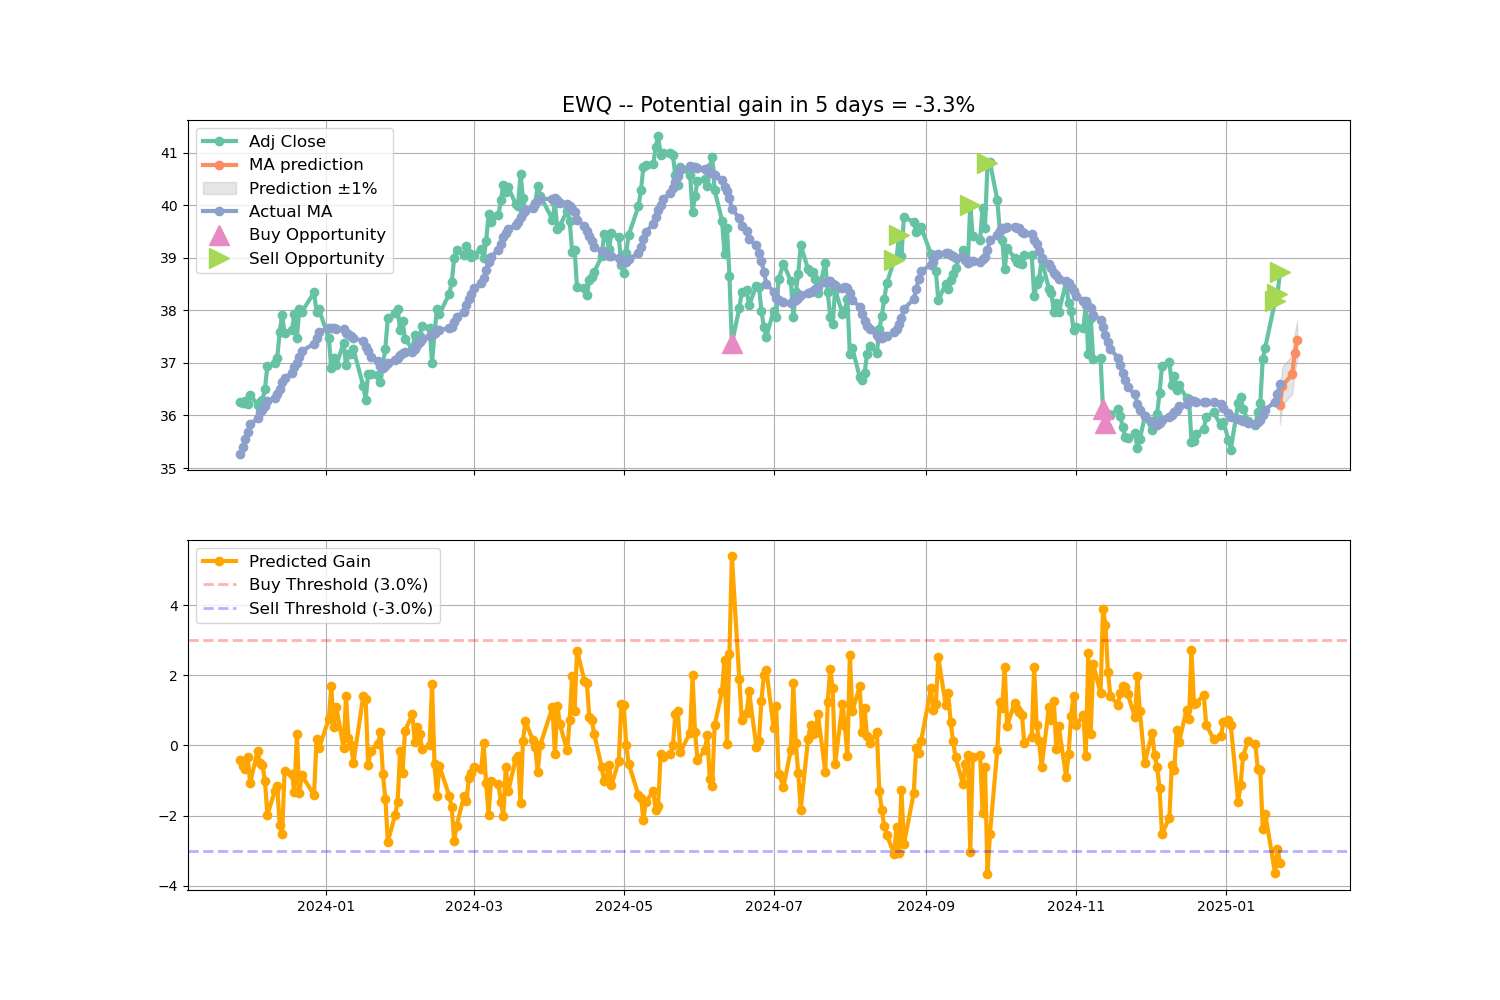 EWQ -- Potential gain in 5 days = -3.3%
Adj Close
MA prediction
Prediction ±1%
Actual MA
Buy Opportunity
Sell Opportunity
41
40
39
38
37
36
35
Predicted Gain
Buy Threshold (3.0%)
Sell Threshold (-3.0%)
4
2
0
−2
−4
2024-01
2024-03
2024-05
2024-07
2024-09
2024-11
2025-01